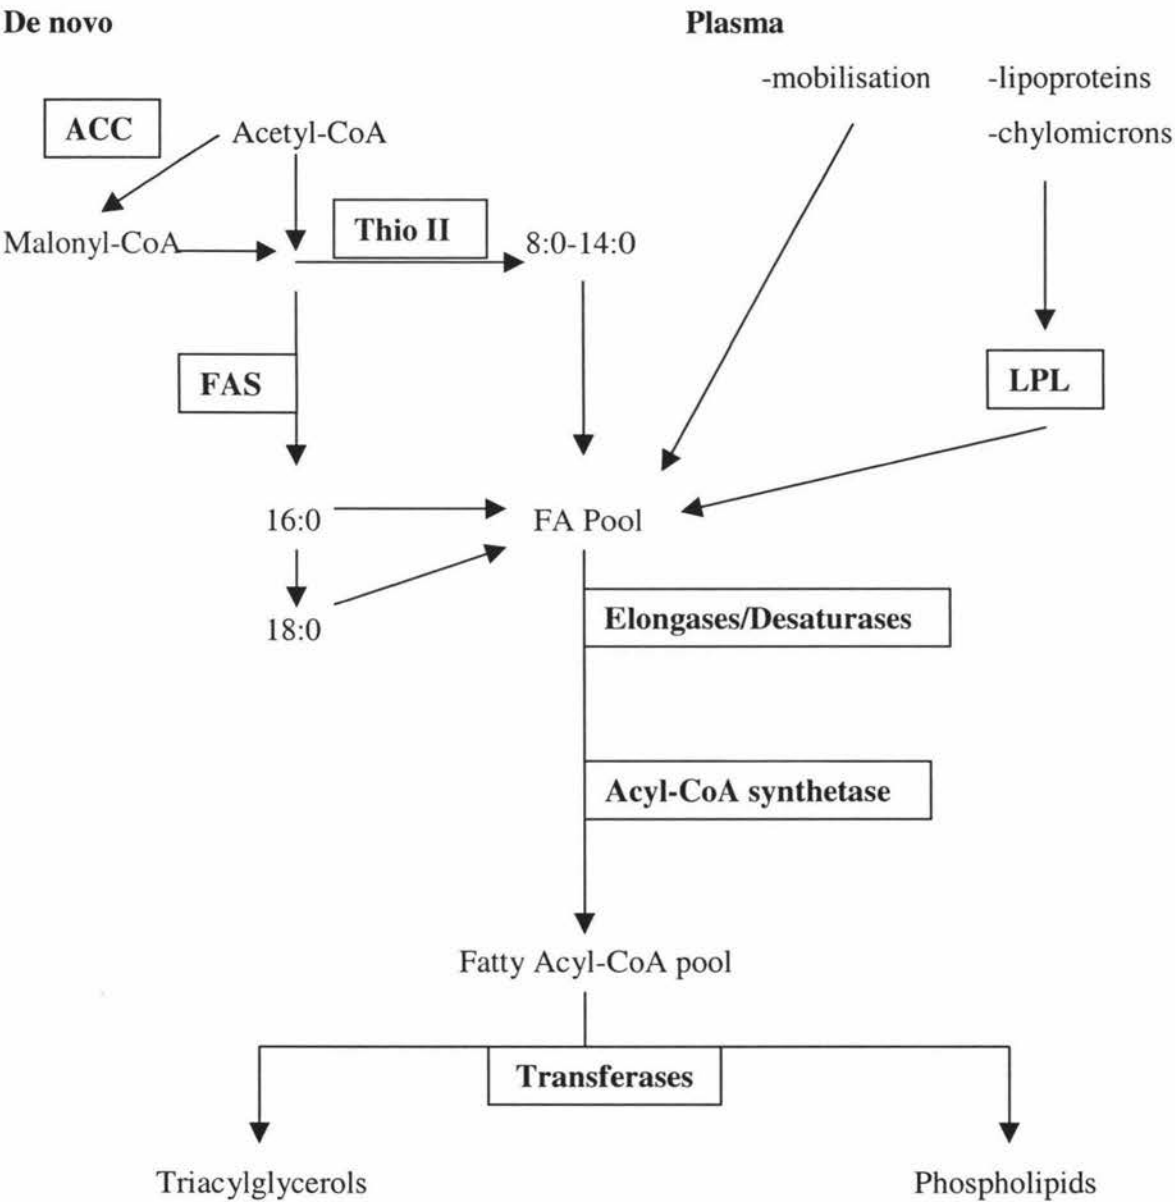 De novo
Plasma
-mobilisation
-lipoproteins
-chylomicrons
ACC
Acetyl-CoA
Malonyl-CoA
Thio II
8:0-14:0
FAS
LPL
16:0
FA Pool
18:0
Elongases/Desaturases
Acyl-CoA synthetase
Fatty Acyl-CoA pool
Transferases
Triacylglycerols
Phospholipids